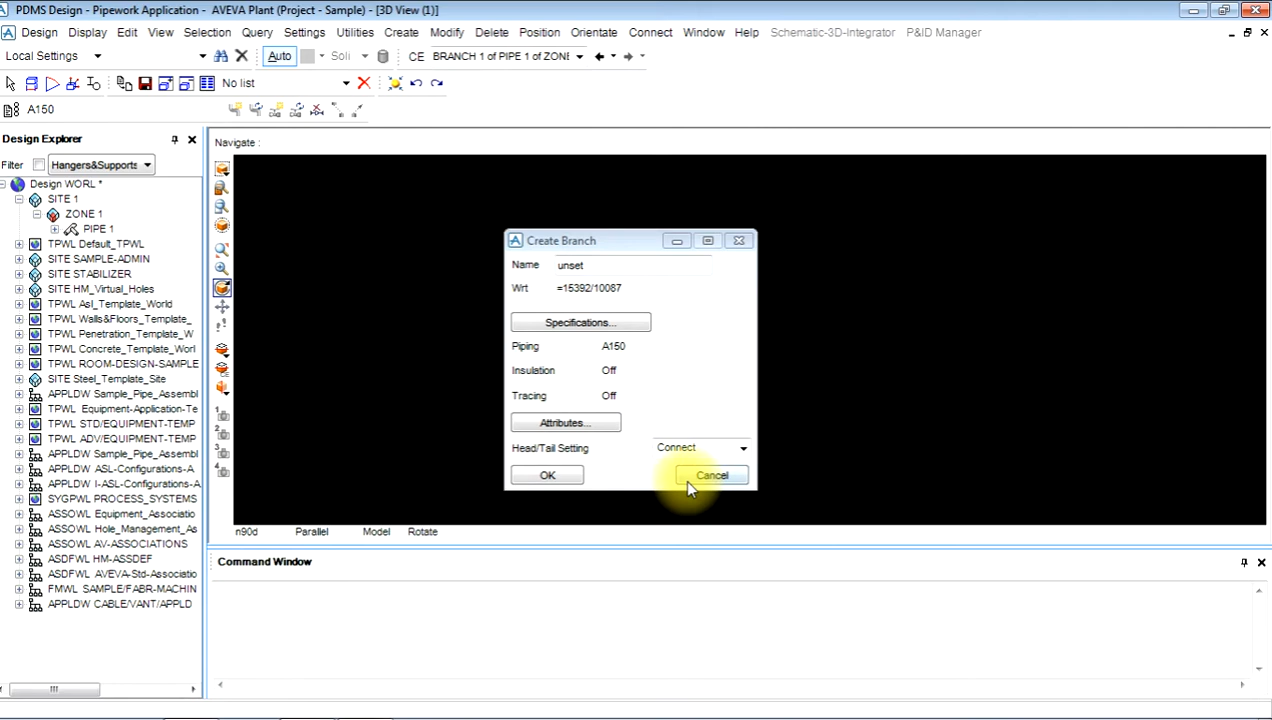 PDMS Design - Pipework Application - AVEVA Plant (Project - Sample) - [3D View (1)]
Design Display Edit View Selection Query Settings Utilities Create Modify Delete Position Orientate Connect Window Help Schematic-3D-Integrator P&ID Manager
Local Settings Auto Soli CE BRANCH 1 of PIPE 1 of ZONE
No list
A150
Design Explorer
Filter Hangers&Supports
Design WORL *
SITE 1
ZONE 1
PIPE 1
TPWL Default_TPWL
SITE SAMPLE-ADMIN
SITE STABILIZER
SITE HM_Virtual_Holes
TPWL Asl_Template_World
TPWL Walls&Floors_Template_
TPWL Penetration_Template_W
TPWL Concrete_Template_Worl
TPWL ROOM-DESIGN-SAMPLE
SITE Steel_Template_Site
APPLDW Sample_Pipe_Assembl
TPWL Equipment-Application-Te
TPWL STD/EQUIPMENT-TEMP
TPWL ADV/EQUIPMENT-TEMP
APPLDW Sample_Pipe_Assembl
APPLDW ASL-Configurations-A
APPLDW I-ASL-Configurations-A
SYGPWL PROCESS_SYSTEMS
ASSOWL Equipment_Associatio
ASSOWL Hole_Management_As
ASSOWL AV-ASSOCIATIONS
ASDFWL HM-ASSDEF
ASDFWL AVEVA-Std-Associatio
FMWL SAMPLE/FABR-MACHIN
APPLDW CABLE/VANT/APPLD
Navigate :
CE
1
2
3
4
Create Branch
Name unset
Wrt =15392/10087
Specifications...
Piping A150
Insulation Off
Tracing Off
Attributes...
Head/Tail Setting Connect
OK Cancel
n90d Parallel Model Rotate
Command Window